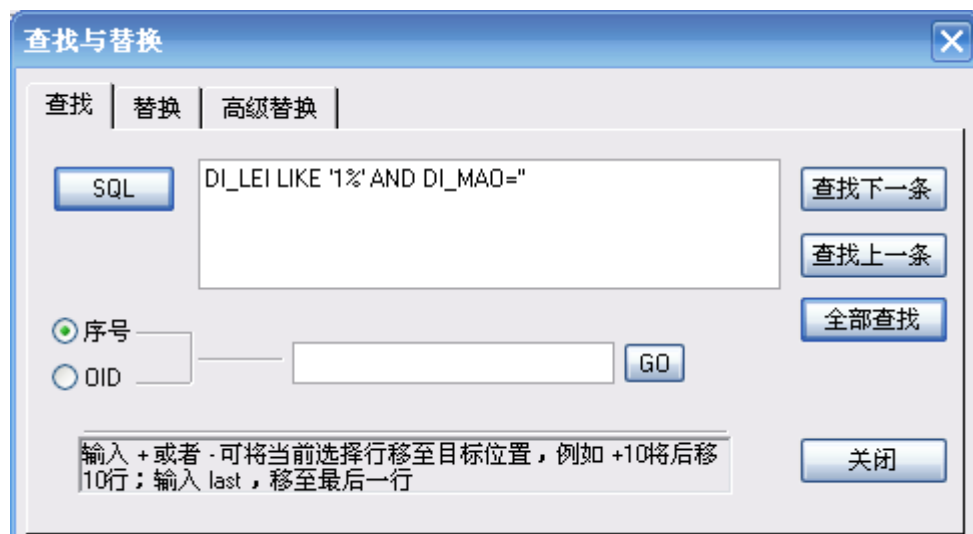 查找与替换
查找
替换
高级替换
SQL
DI_LEI LIKE '1%' AND DI_MAO=''
查找下一条
查找上一条
全部查找
序号
OID
GO
输入 + 或者 - 可将当前选择行移至目标位置，例如 +10将后移
10行；输入 last ，移至最后一行
关闭